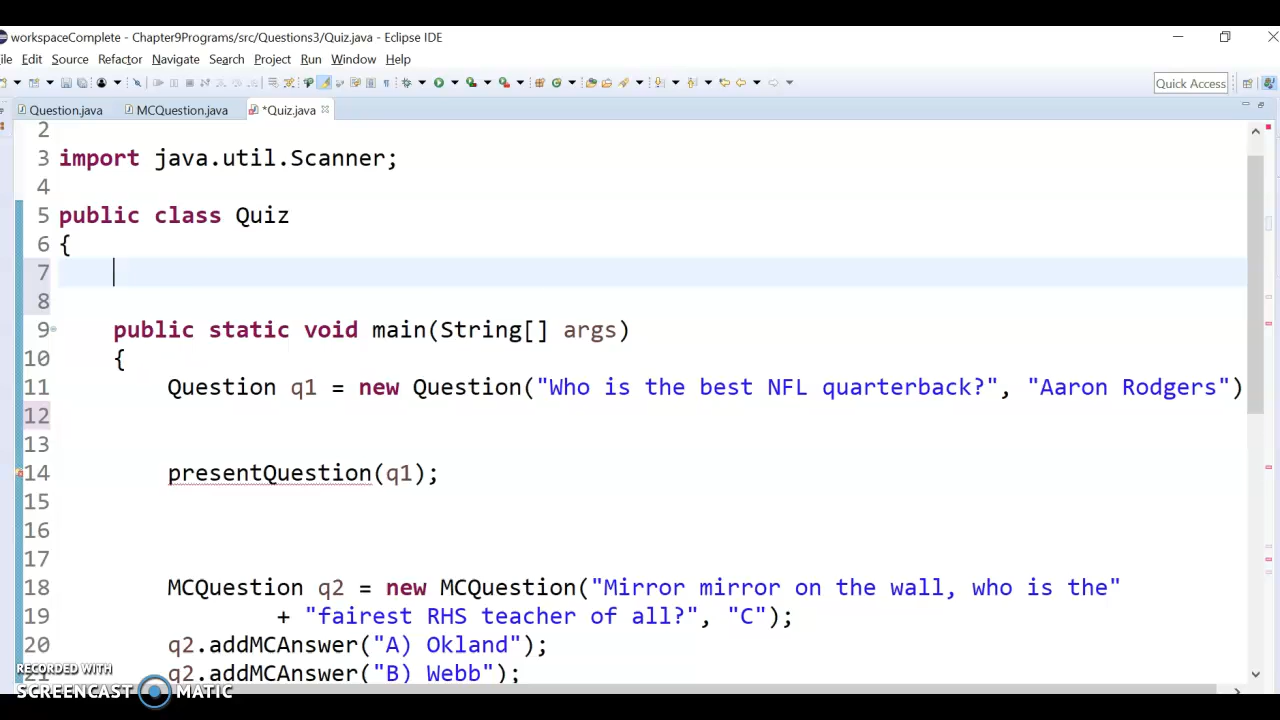 workspaceComplete - Chapter9Programs/src/Questions3/Quiz.java - Eclipse IDE
ile Edit Source Refactor Navigate Search Project Run Window Help
Quick Access
Question.java MCQuestion.java *Quiz.java
2
3 import java.util.Scanner;
4
5 public class Quiz
6 {
7
8
9 public static void main(String[] args)
10 {
11 Question q1 = new Question("Who is the best NFL quarterback?", "Aaron Rodgers")
12
13
14 presentQuestion(q1);
15
16
17
18 MCQuestion q2 = new MCQuestion("Mirror mirror on the wall, who is the"
19 + "fairest RHS teacher of all?", "C");
20 q2.addMCAnswer("A) Okland");
21 q2.addMCAnswer("B) Webb");
RECORDED WITH
SCREENCAST MATIC